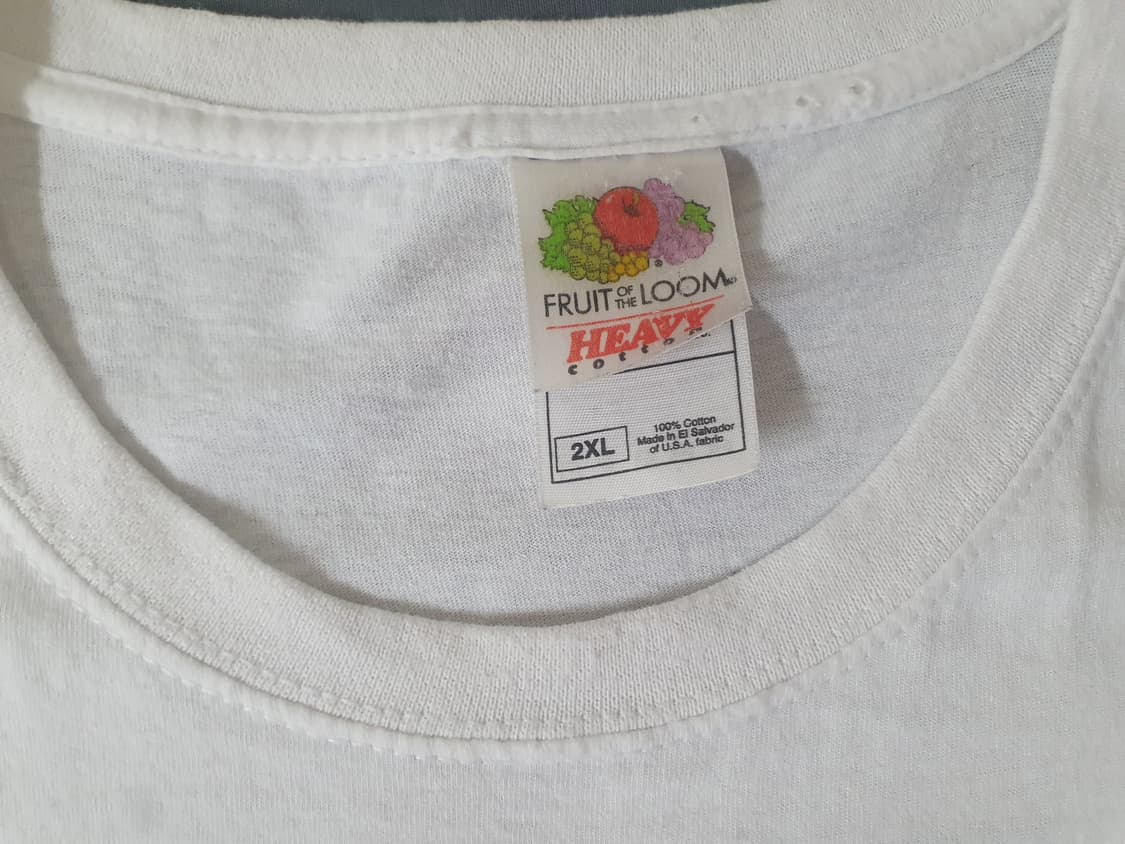 FRUIT OF THE LOOM
HEAVY
cotton
2XL
100% Cotton
Made in El Salvador
of U.S.A. fabric